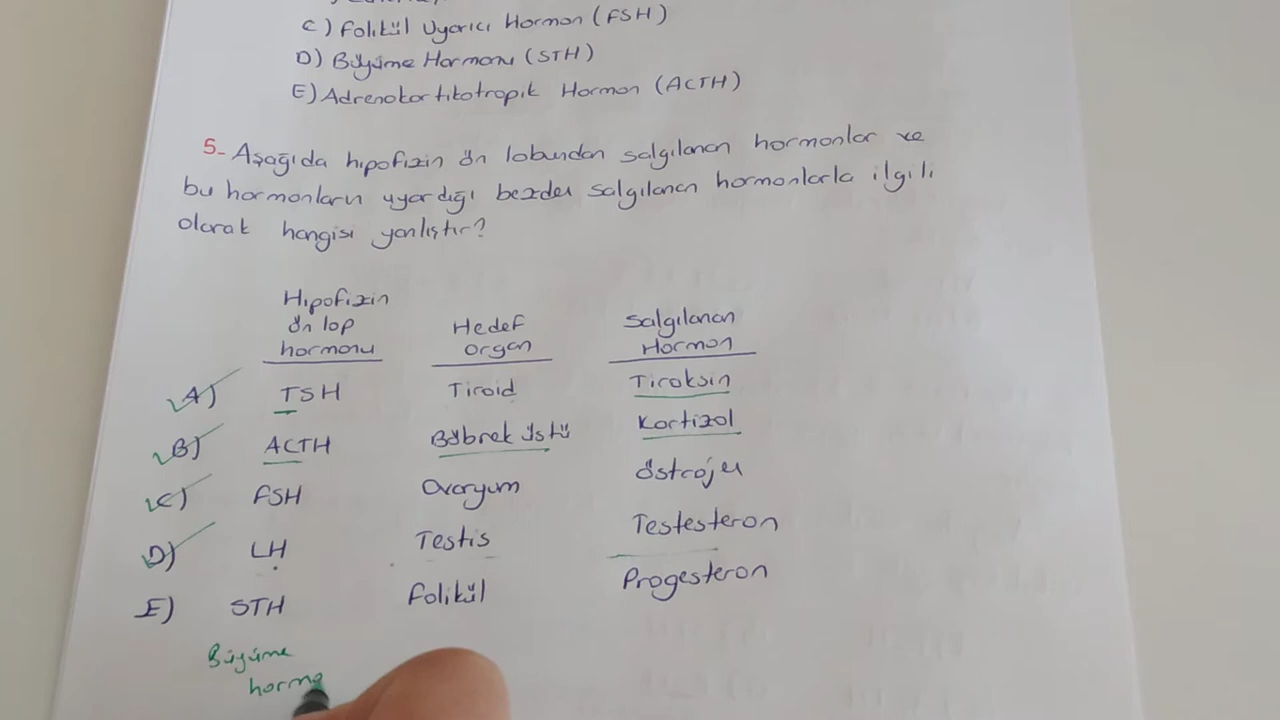 C) Folikül Uyarıcı Hormon (FSH)
D) Büyüme Hormonu (STH)
E) Adrenokortikotropik Hormon (ACTH)
5- Aşağıda hipofizin ön lobundan salgılanan hormonlar ve
bu hormonların uyardığı bezden salgılanan hormonlarla ilgili
olarak hangisi yanlıştır?
Hipofizin ön lop hormonu
Hedef organ
Salgılanan Hormon
A) TSH Tiroid Tiroksin
B) ACTH Böbrek üstü Kortizol
C) FSH Ovaryum östrojen
D) LH Testis Testesteron
E) STH Folikül Progesteron
Büyüme
hormo